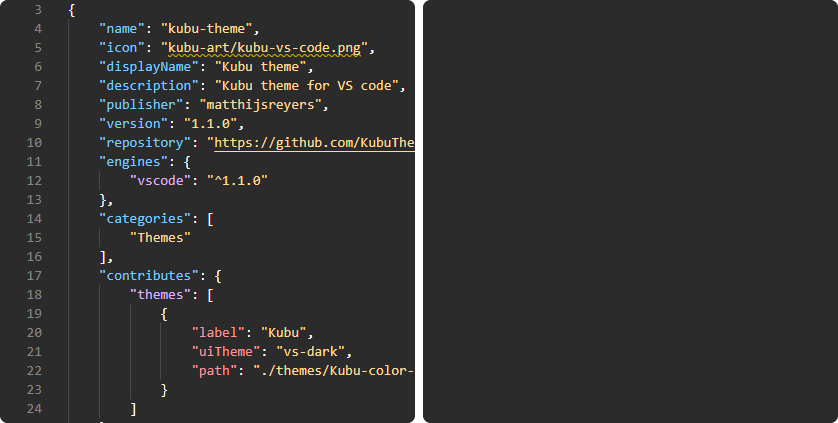 3 {
4 "name": "kubu-theme",
5 "icon": "kubu-art/kubu-vs-code.png",
6 "displayName": "Kubu theme",
7 "description": "Kubu theme for VS code",
8 "publisher": "matthijsreyers",
9 "version": "1.1.0",
10 "repository": "https://github.com/KubuThe
11 "engines": {
12 "vscode": "^1.1.0"
13 },
14 "categories": [
15 "Themes"
16 ],
17 "contributes": {
18 "themes": [
19 {
20 "label": "Kubu",
21 "uiTheme": "vs-dark",
22 "path": "./themes/Kubu-color-
23 }
24 ]